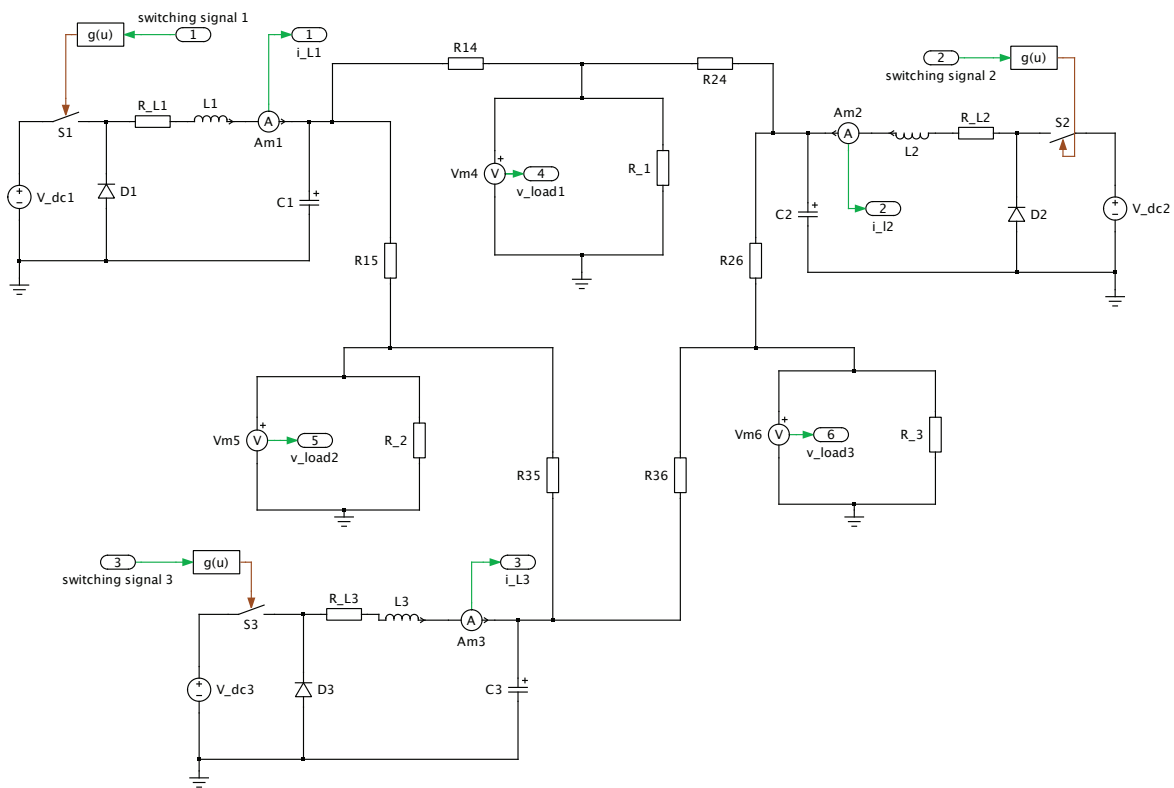 switching signal 1
g(u)
1
1
i_L1
R14
R24
2
g(u)
switching signal 2
R_L1
L1
A
S1
Am1
Am2
A
R_L2
S2
L2
Vm4
+
V
4
v_load1
R_1
+
−
V_dc1
D1
C1
+
C2
+
2
i_l2
D2
+
−
V_dc2
R15
R26
Vm5
+
V
5
v_load2
R_2
Vm6
+
V
6
v_load3
R_3
R35
R36
3
g(u)
switching signal 3
3
i_L3
R_L3
L3
A
S3
Am3
+
−
V_dc3
D3
C3
+